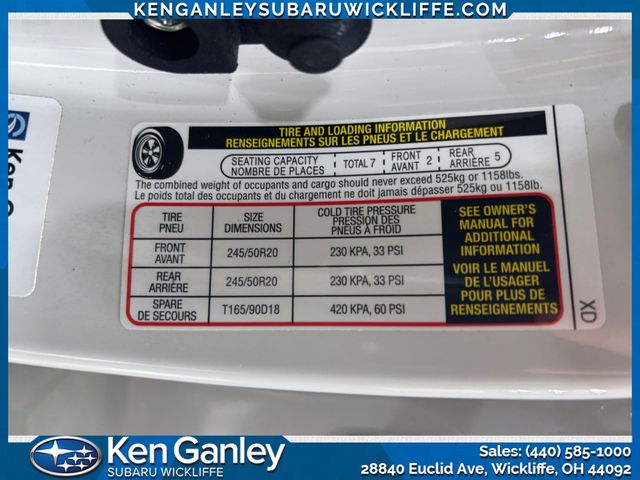 KENGANLEYSUBARUWICKLIFFE.COM
TIRE AND LOADING INFORMATION
RENSEIGNEMENTS SUR LES PNEUS ET LE CHARGEMENT
SEATING CAPACITY
NOMBRE DE PLACES
TOTAL 7
FRONT
AVANT 2
REAR
ARRIÈRE 5
The combined weight of occupants and cargo should never exceed 525kg or 1158lbs.
Le poids total des occupants et du chargement ne doit jamais dépasser 525kg ou 1158lb.
TIRE
PNEU
SIZE
DIMENSIONS
COLD TIRE PRESSURE
PRESSION DES
PNEUS À FROID
FRONT
AVANT
245/50R20
230 KPA, 33 PSI
REAR
ARRIÈRE
245/50R20
230 KPA, 33 PSI
SPARE
DE SECOURS
T165/90D18
420 KPA, 60 PSI
SEE OWNER'S
MANUAL FOR
ADDITIONAL
INFORMATION
VOIR LE MANUEL
DE L'USAGER
POUR PLUS DE
RENSEIGNEMENTS
XD
Ken Ganley
SUBARU WICKLIFFE
Sales: (440) 585-1000
28840 Euclid Ave, Wickliffe, OH 44092